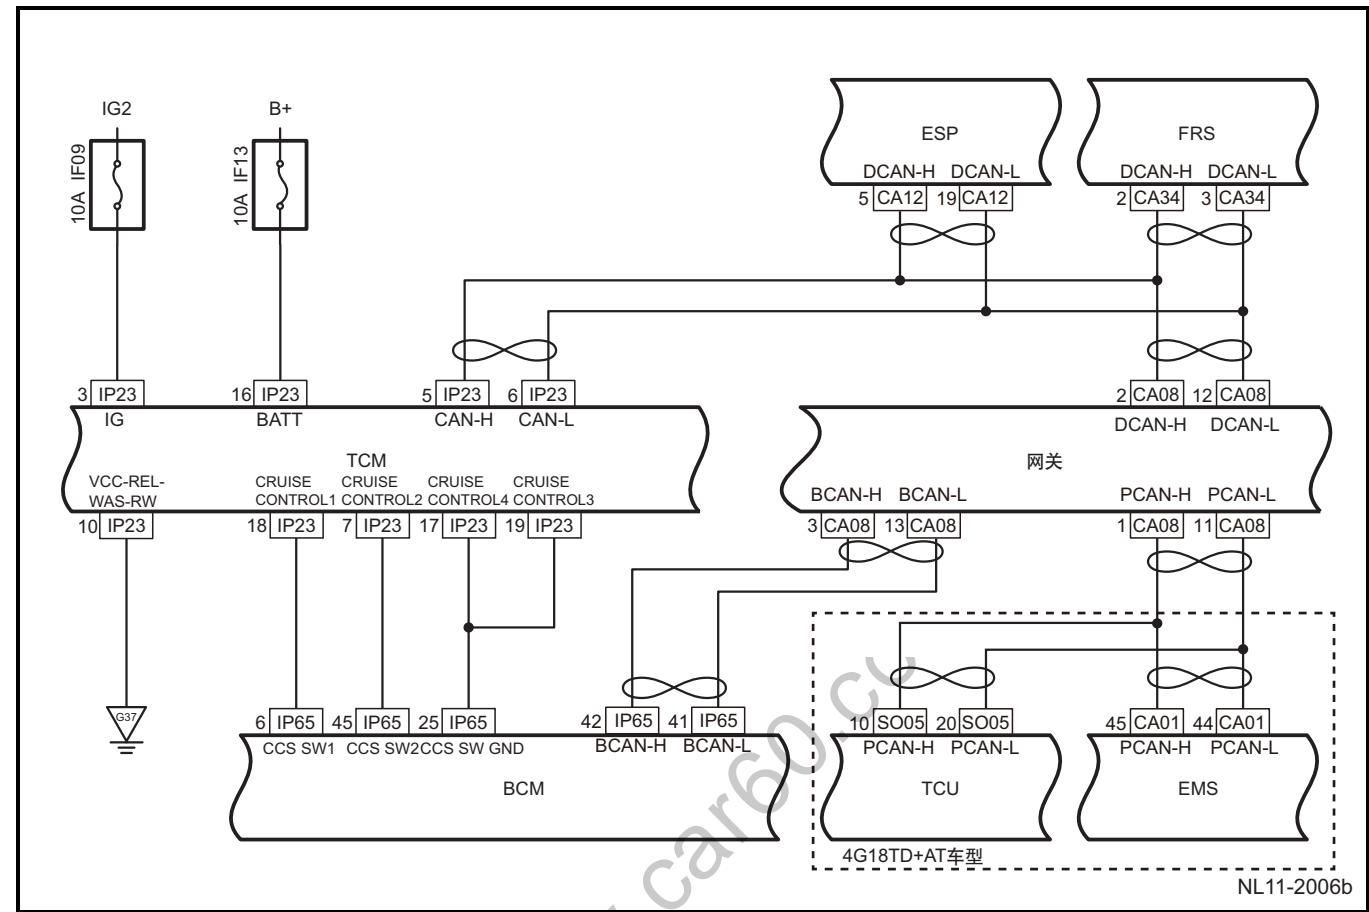 IG2
B+
10A IF09
10A IF13
ESP
FRS
DCAN-H DCAN-L
DCAN-H DCAN-L
5 CA12 19 CA12
2 CA34 3 CA34
3 IP23
16 IP23
5 IP23
6 IP23
2 CA08 12 CA08
IG
BATT
CAN-H
CAN-L
DCAN-H DCAN-L
TCM
网关
VCC-REL-
WAS-RW
CRUISE
CONTROL1
CRUISE
CONTROL2
CRUISE
CONTROL4
CRUISE
CONTROL3
BCAN-H BCAN-L
PCAN-H PCAN-L
10 IP23
18 IP23
7 IP23
17 IP23
19 IP23
3 CA08 13 CA08
1 CA08 11 CA08
G37
6 IP65 45 IP65 25 IP65
42 IP65 41 IP65
10 SO05 20 SO05
45 CA01 44 CA01
CCS SW1 CCS SW2 CCS SW GND
BCAN-H BCAN-L
PCAN-H PCAN-L
PCAN-H PCAN-L
BCM
TCU
EMS
4G18TD+AT车型
NL11-2006b